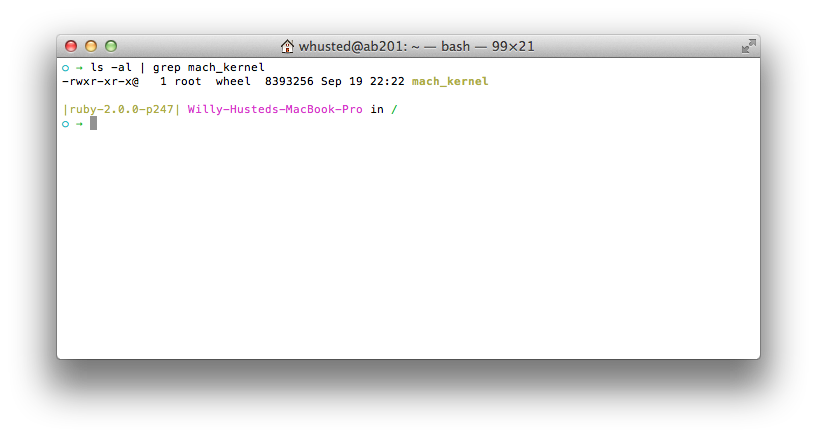 whusted@ab201: ~ — bash — 99×21
○ → ls -al | grep mach_kernel
-rwxr-xr-x@   1 root  wheel  8393256 Sep 19 22:22 mach_kernel
|ruby-2.0.0-p247| Willy-Husteds-MacBook-Pro in /
○ →